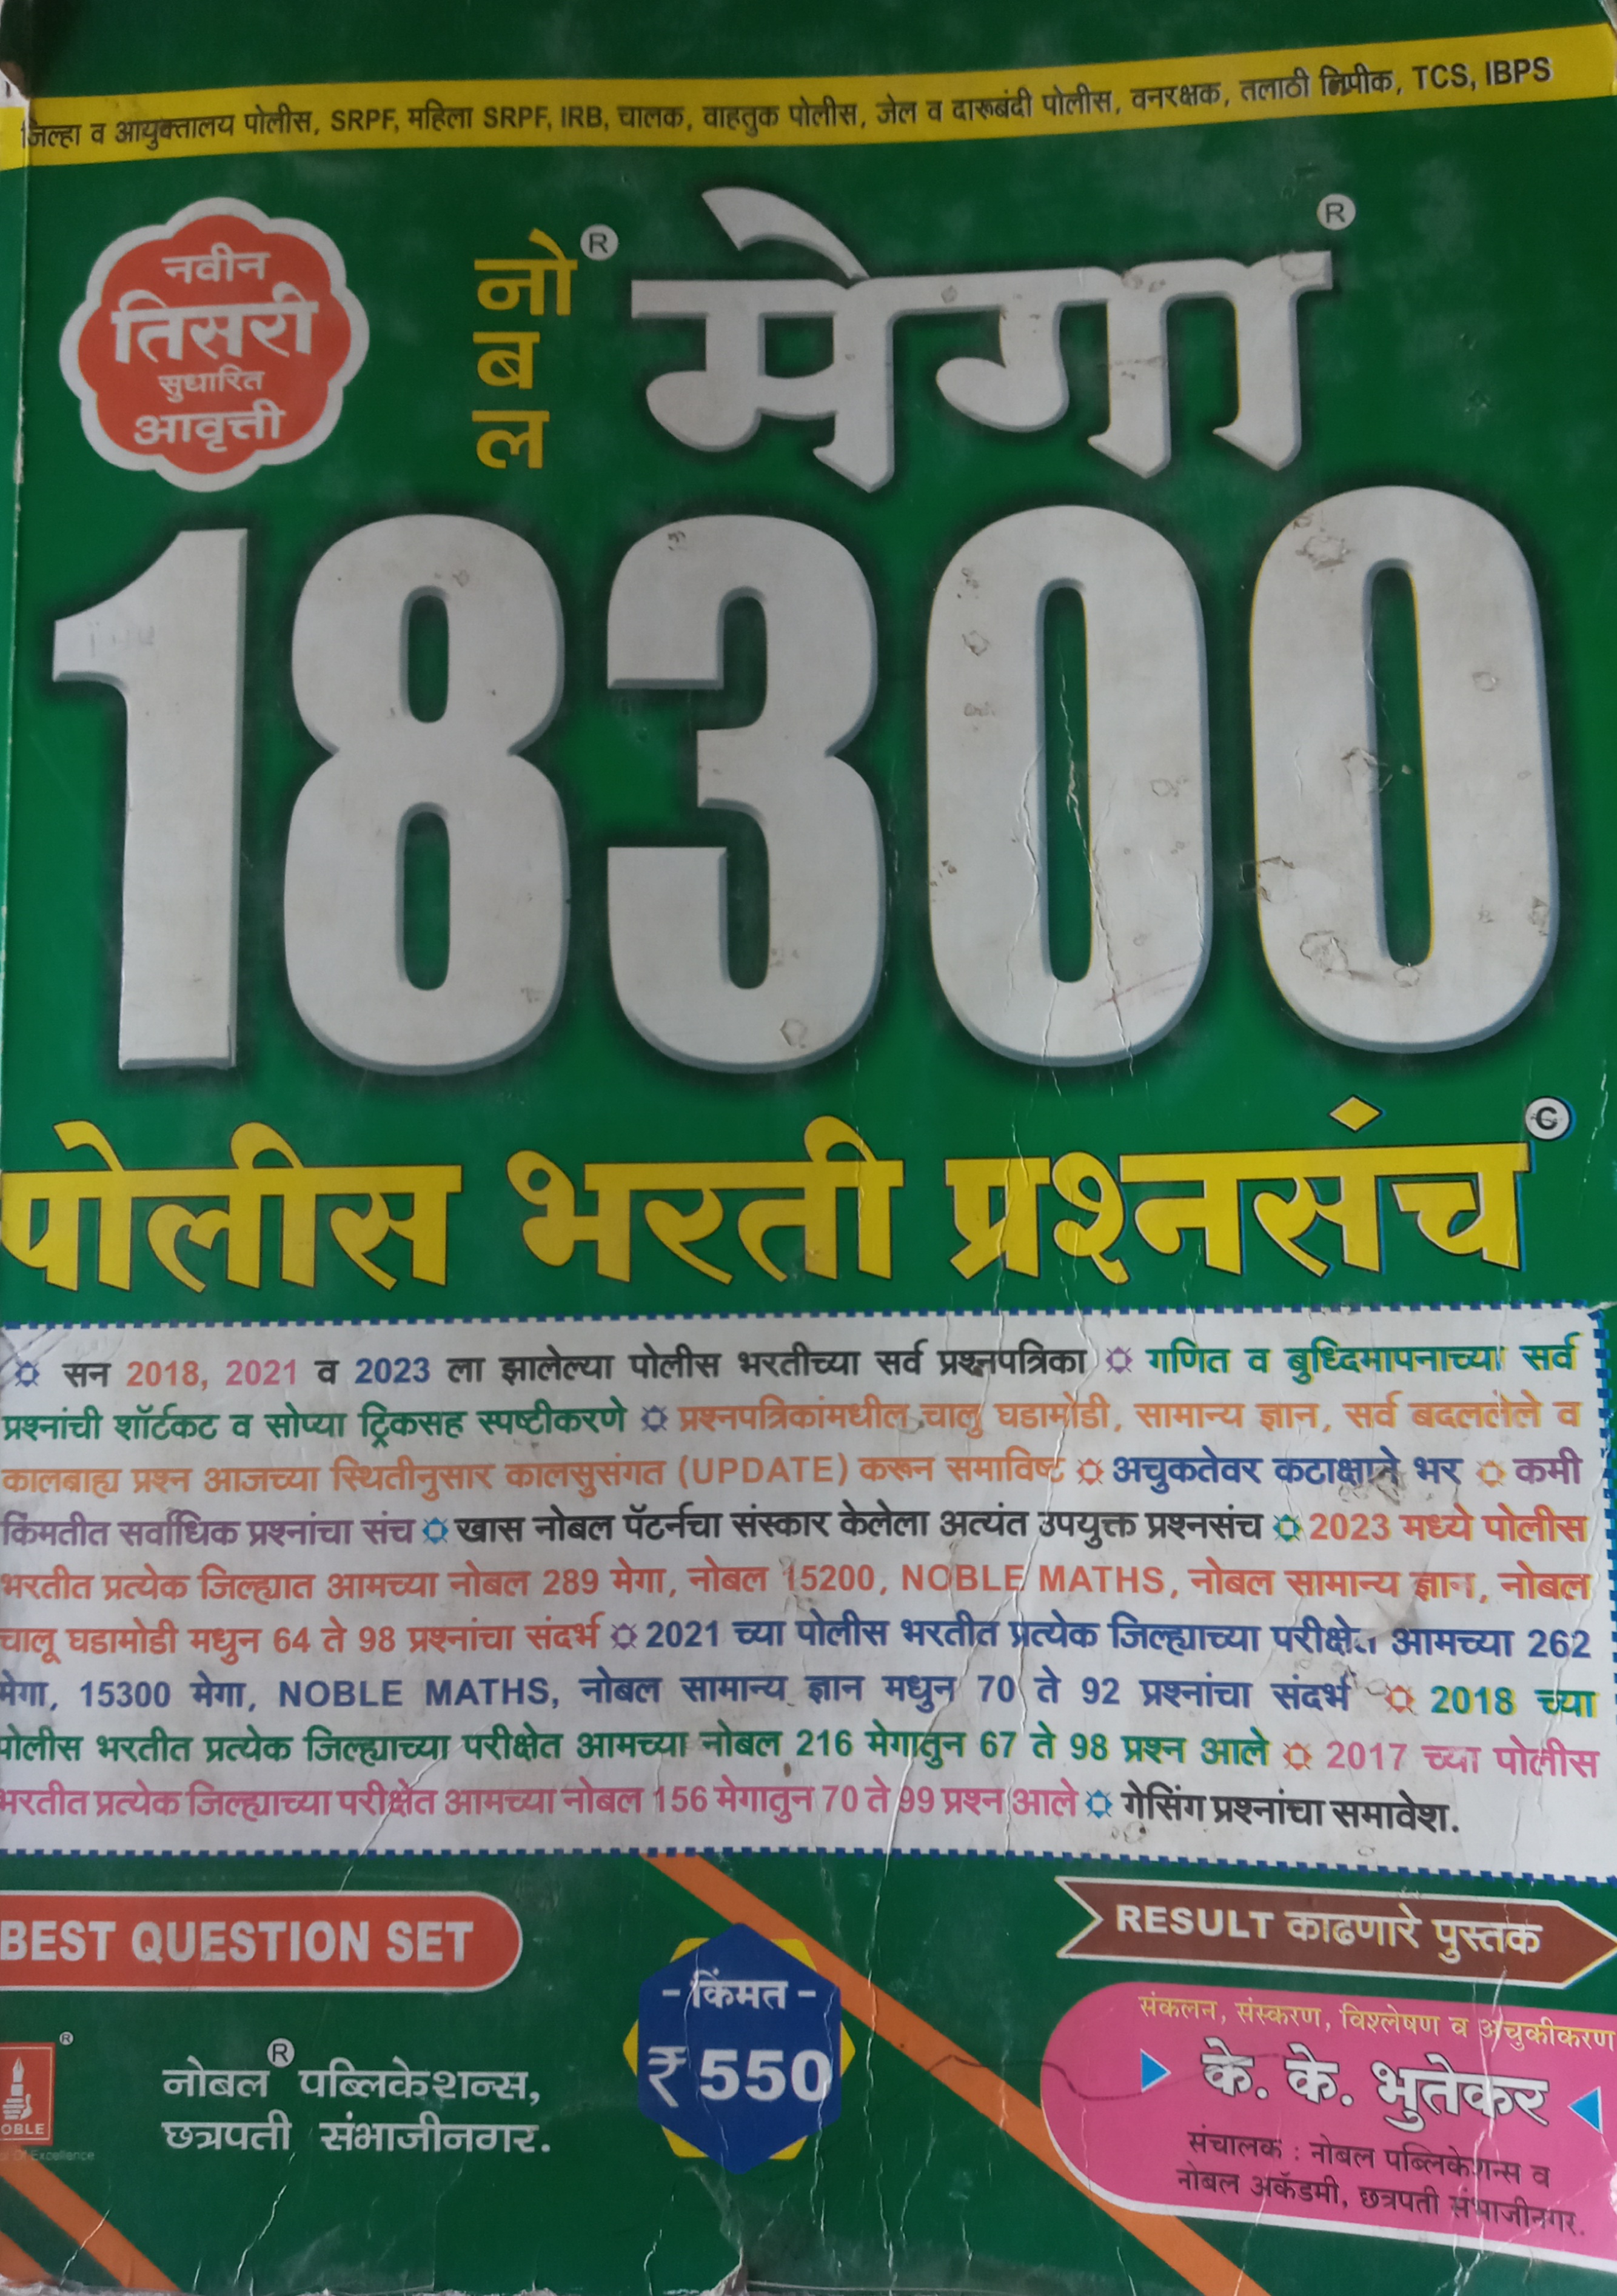 जिल्हा व आयुक्तालय पोलीस, SRPF, महिला SRPF, IRB, चालक, वाहतुक पोलीस, जेल व दारूबंदी पोलीस, वनरक्षक, तलाठी लिपीक, TCS, IBPS
नवीन
तिसरी
सुधारित
आवृत्ती
नोबल ® मेगा ®
18300
पोलीस भरती प्रश्नसंच ©
¤ सन 2018, 2021 व 2023 ला झालेल्या पोलीस भरतीच्या सर्व प्रश्नपत्रिका ¤ गणित व बुध्दिमापनाच्या सर्व
प्रश्नांची शॉर्टकट व सोप्या ट्रिकसह स्पष्टीकरणे ¤ प्रश्नपत्रिकांमधील चालु घडामोडी, सामान्य ज्ञान, सर्व बदललेले व
कालबाह्य प्रश्न आजच्या स्थितीनुसार कालसुसंगत (UPDATE) करून समाविष्ट ¤ अचुकतेवर कटाक्षाने भर ¤ कमी
किंमतीत सर्वाधिक प्रश्नांचा संच ¤ खास नोबल पॅटर्नचा संस्कार केलेला अत्यंत उपयुक्त प्रश्नसंच ¤ 2023 मध्ये पोलीस
भरतीत प्रत्येक जिल्ह्यात आमच्या नोबल 289 मेगा, नोबल 15200, NOBLE MATHS, नोबल सामान्य ज्ञान, नोबल
चालू घडामोडी मधुन 64 ते 98 प्रश्नांचा संदर्भ ¤ 2021 च्या पोलीस भरतीत प्रत्येक जिल्ह्याच्या परीक्षेत आमच्या 262
मेगा, 15300 मेगा, NOBLE MATHS, नोबल सामान्य ज्ञान मधुन 70 ते 92 प्रश्नांचा संदर्भ ¤ 2018 च्या
पोलीस भरतीत प्रत्येक जिल्ह्याच्या परीक्षेत आमच्या नोबल 216 मेगातुन 67 ते 98 प्रश्न आले ¤ 2017 च्या पोलीस
भरतीत प्रत्येक जिल्ह्याच्या परीक्षेत आमच्या नोबल 156 मेगातुन 70 ते 99 प्रश्न आले ¤ गेसिंग प्रश्नांचा समावेश.
BEST QUESTION SET
RESULT काढणारे पुस्तक
- किंमत -
₹ 550
संकलन, संस्करण, विश्लेषण व अचुकीकरण
के. के. भुतेकर
संचालक : नोबल पब्लिकेशन्स व
नोबल अकॅडमी, छत्रपती संभाजीनगर.
नोबल ® पब्लिकेशन्स,
छत्रपती संभाजीनगर.
®
OBLE
Of Excellence